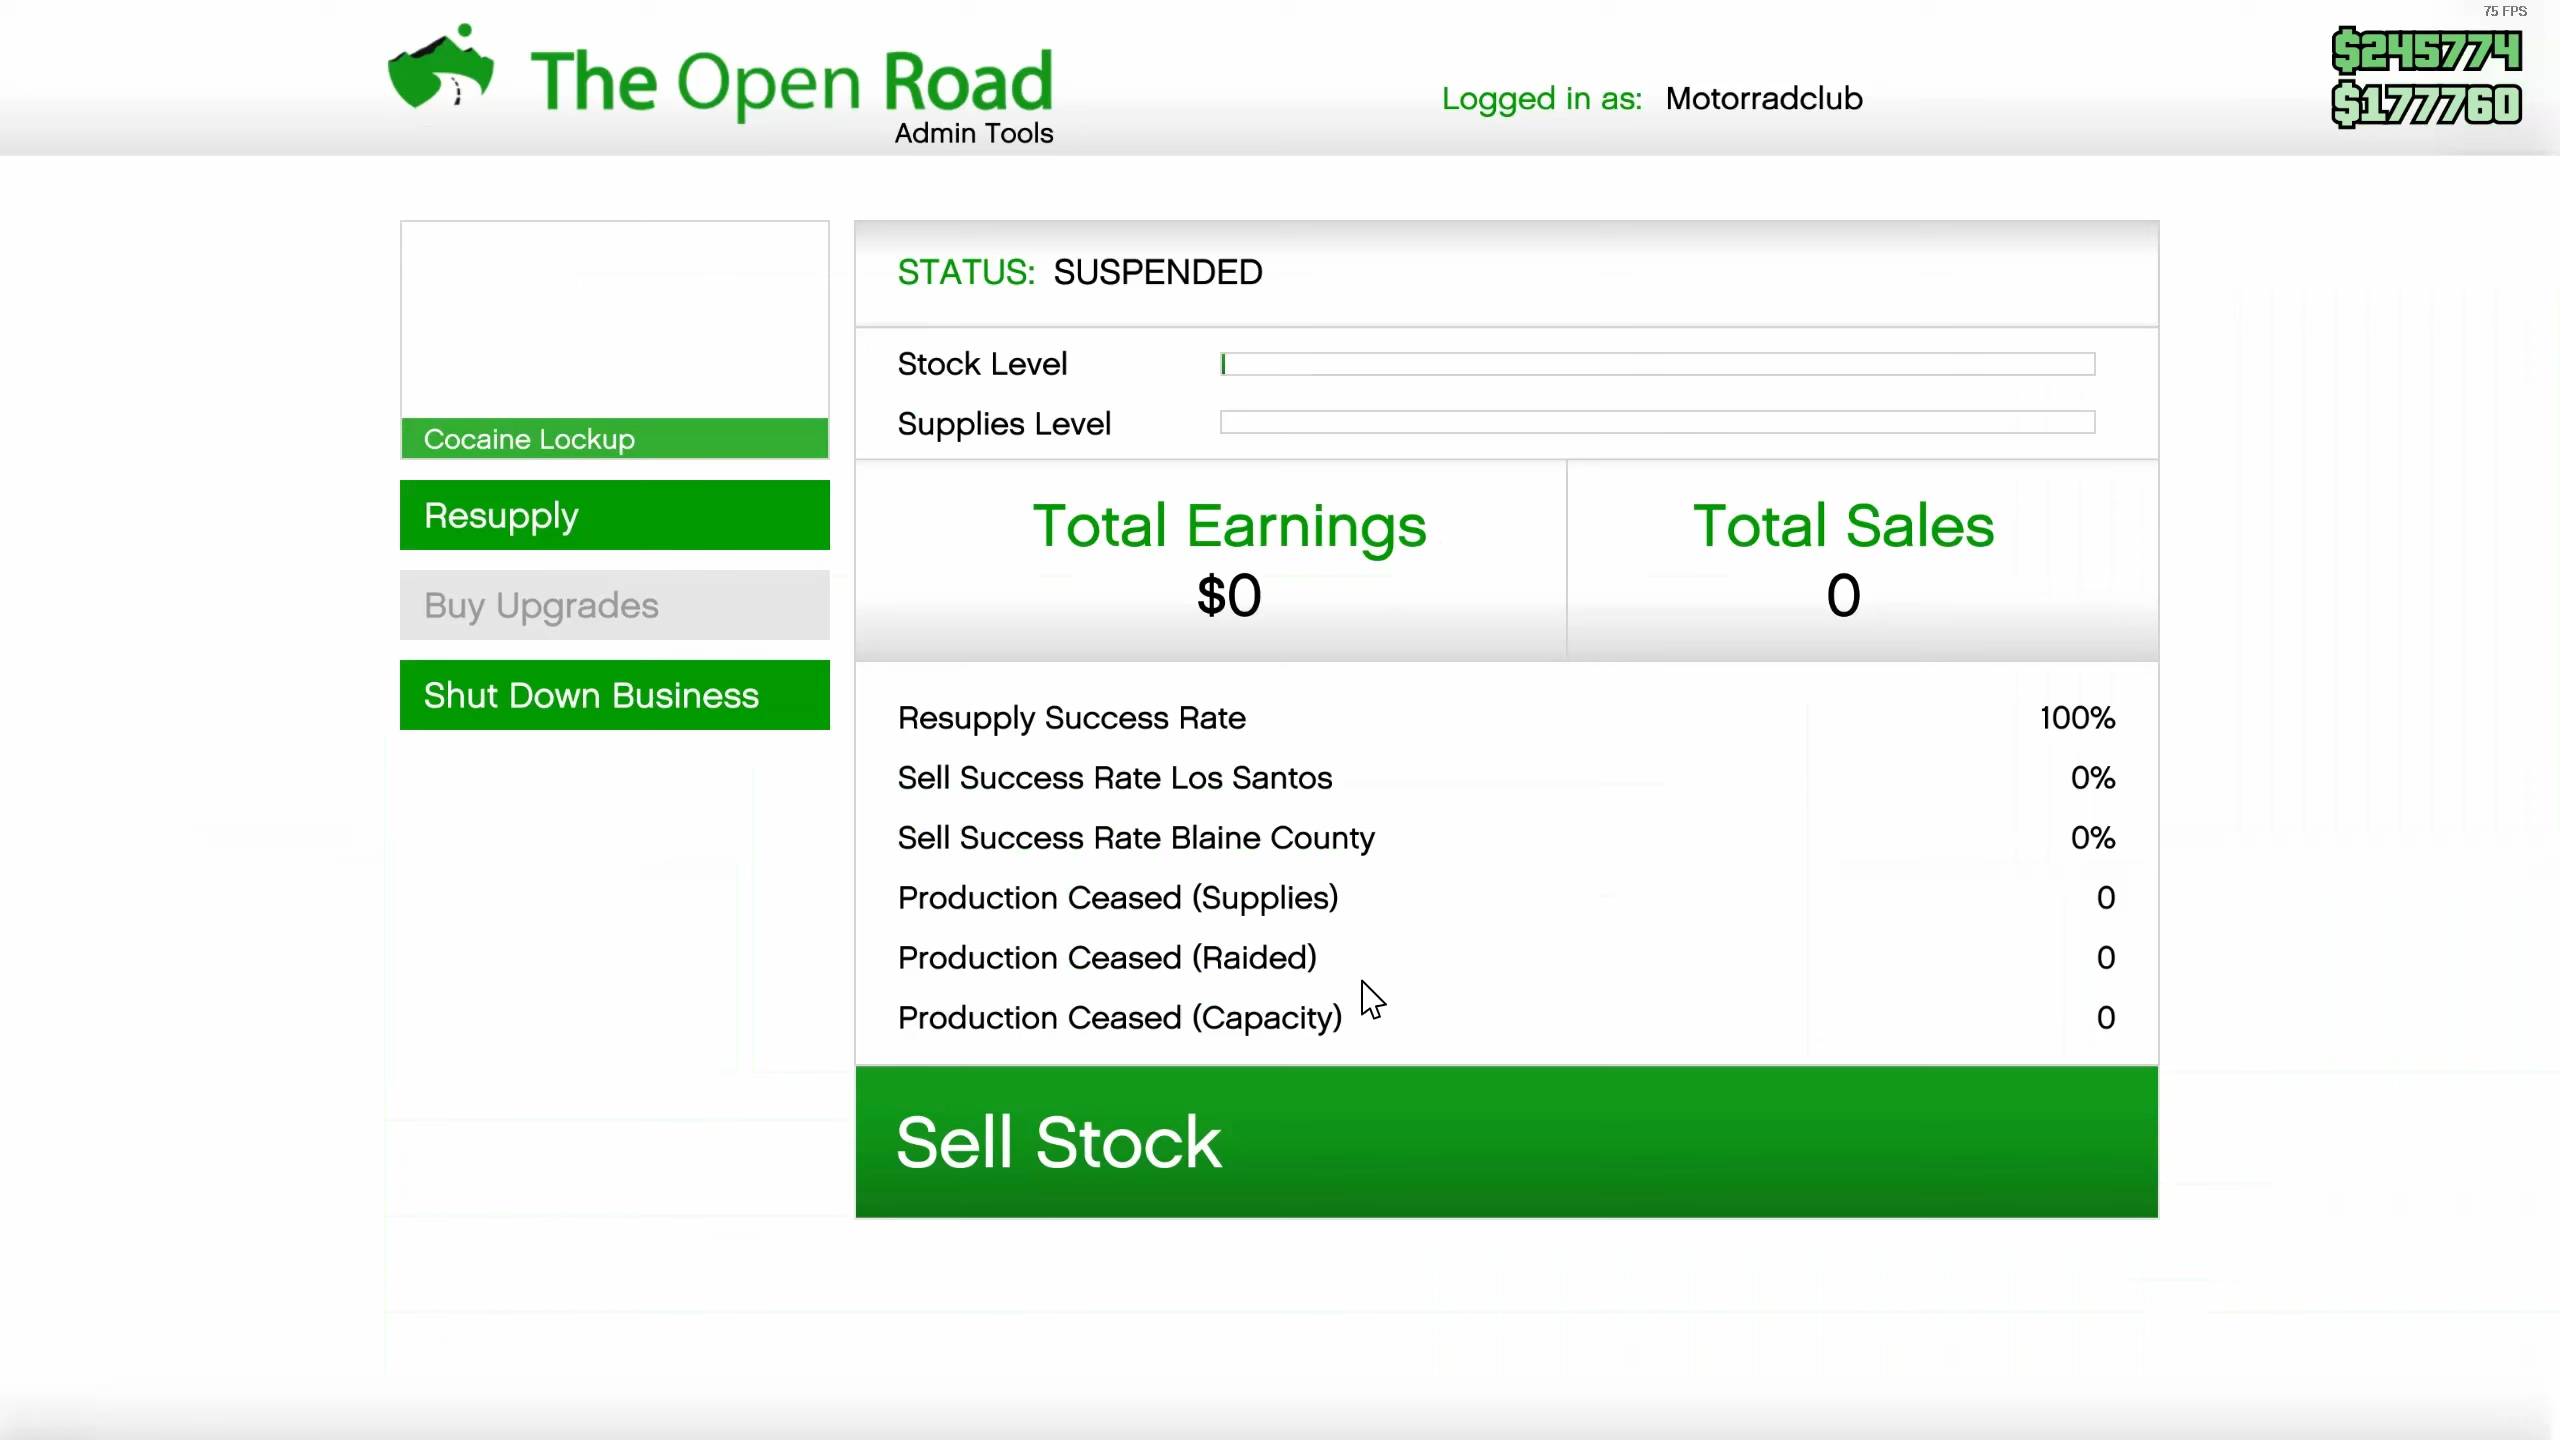 75 FPS
$245774
The Open Road
Logged in as: Motorradclub
$177760
Admin Tools
STATUS: SUSPENDED
Stock Level
Supplies Level
Cocaine Lockup
Resupply
Buy Upgrades
Shut Down Business
Total Earnings
$0
Total Sales
0
Resupply Success Rate 100%
Sell Success Rate Los Santos 0%
Sell Success Rate Blaine County 0%
Production Ceased (Supplies) 0
Production Ceased (Raided) 0
Production Ceased (Capacity) 0
Sell Stock